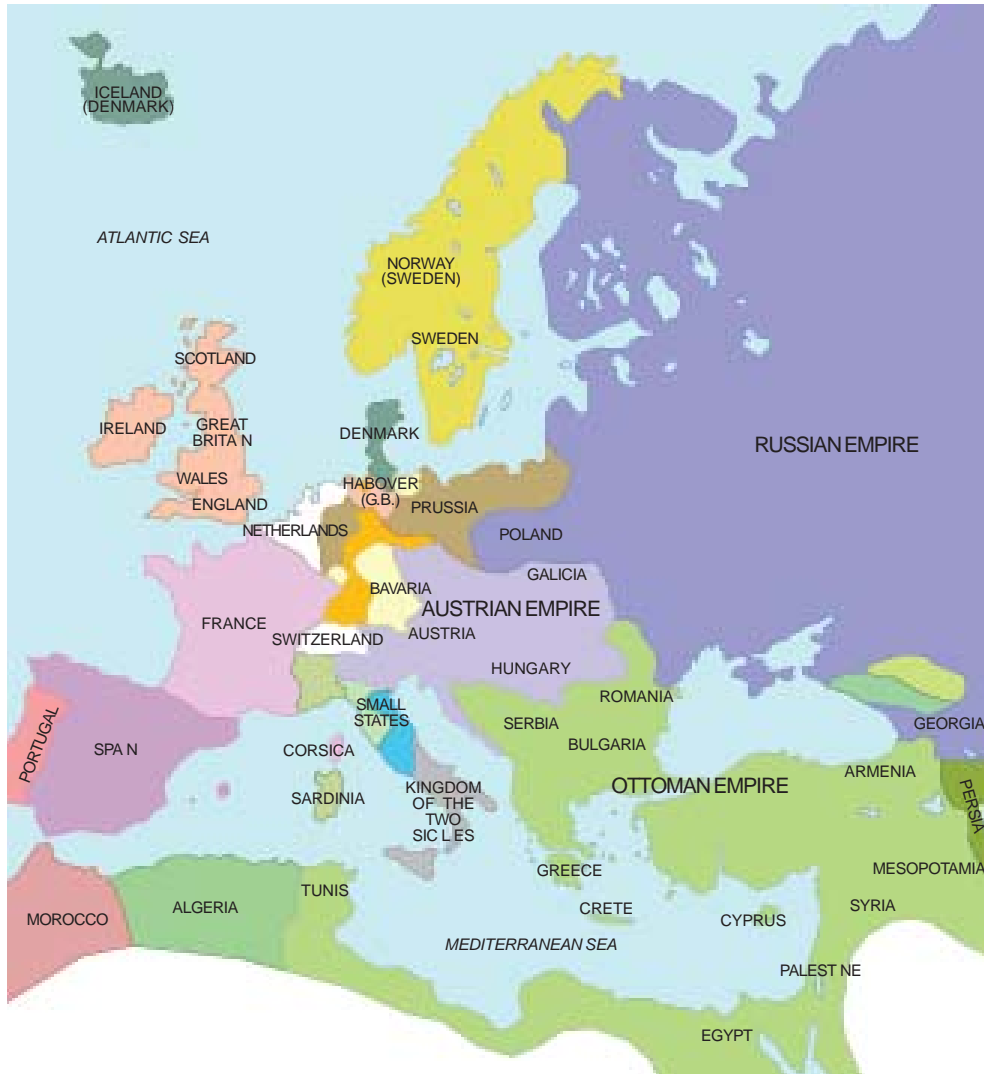 ICELAND
(DENMARK)
ATLANTIC SEA
NORWAY
(SWEDEN)
SWEDEN
SCOTLAND
IRELAND
GREAT
BRITA N
DENMARK
RUSSIAN EMPIRE
WALES
HABOVER
(G.B.)
ENGLAND
PRUSSIA
NETHERLANDS
POLAND
GALICIA
BAVARIA
AUSTRIAN EMPIRE
FRANCE
SWITZERLAND
AUSTRIA
HUNGARY
ROMANIA
PORTUGAL
SPA N
SMALL
STATES
SERBIA
GEORGIA
BULGARIA
CORSICA
ARMENIA
SARDINIA
KINGDOM
OF THE
TWO
SIC L ES
OTTOMAN EMPIRE
PERSIA
GREECE
MESOPOTAMIA
TUNIS
CRETE
SYRIA
ALGERIA
MOROCCO
CYPRUS
MEDITERRANEAN SEA
PALEST NE
EGYPT